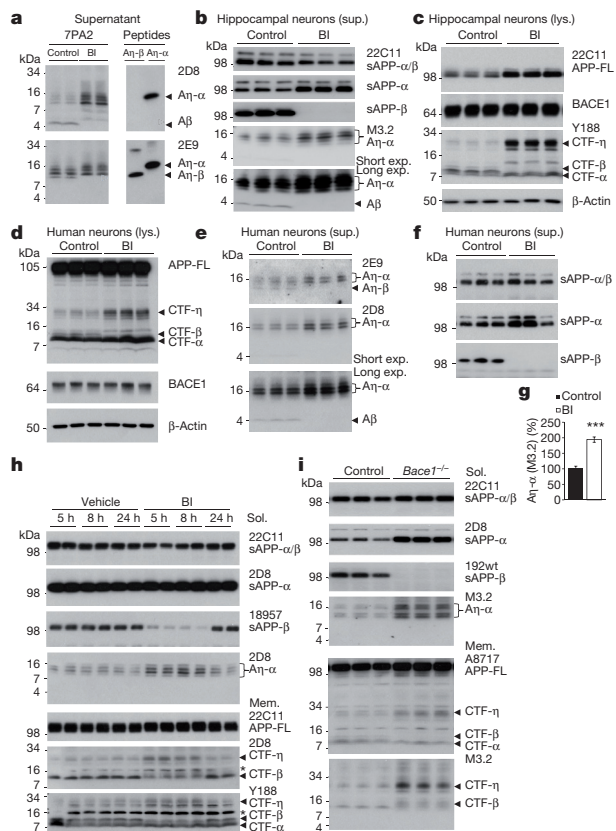 a
Supernatant
7PA2 Peptides
Control BI Aη-β Aη-α
kDa
34
16
12
7
4
2D8
Aη-α
Aβ
34
16
12
7
2E9
Aη-α
Aη-β
b
Hippocampal neurons (sup.)
kDa Control BI
98
22C11
sAPP-α/β
98
sAPP-α
98
sAPP-β
16
4
M3.2
Aη-α
Short exp.
Long exp.
16
4
Aη-α
Aβ
c
Hippocampal neurons (lys.)
kDa Control BI
98
22C11
APP-FL
64
BACE1
34
16
12
7
Y188
CTF-η
CTF-β
CTF-α
50
β-Actin
d
Human neurons (lys.)
kDa Control BI
105
APP-FL
34
16
7
CTF-η
CTF-β
CTF-α
64
BACE1
50
β-Actin
e
Human neurons (sup.)
kDa Control BI
16
2E9
Aη-α
Aη-β
16
4
2D8
Aη-α
Short exp.
Long exp.
16
4
Aη-α
Aβ
f
Human neurons (sup.)
kDa Control BI
98
sAPP-α/β
98
sAPP-α
98
sAPP-β
g
Control
BI
Aη-α (M3.2) (%)
250
200
150
100
50
0
***
h
Vehicle BI
5 h 8 h 24 h 5 h 8 h 24 h Sol.
kDa
98
22C11
sAPP-α/β
98
2D8
sAPP-α
98
18957
sAPP-β
16
7
4
2D8
Aη-α
Mem.
98
22C11
APP-FL
34
16
12
2D8
CTF-η
*
CTF-β
34
16
12
7
Y188
CTF-η
*
CTF-β
CTF-α
i
kDa Control Bace1−/− Sol.
98
22C11
sAPP-α/β
98
2D8
sAPP-α
98
192wt
sAPP-β
16
7
4
M3.2
Aη-α
Mem.
98
A8717
APP-FL
34
16
12
7
CTF-η
CTF-β
CTF-α
34
16
12
7
4
M3.2
CTF-η
CTF-β